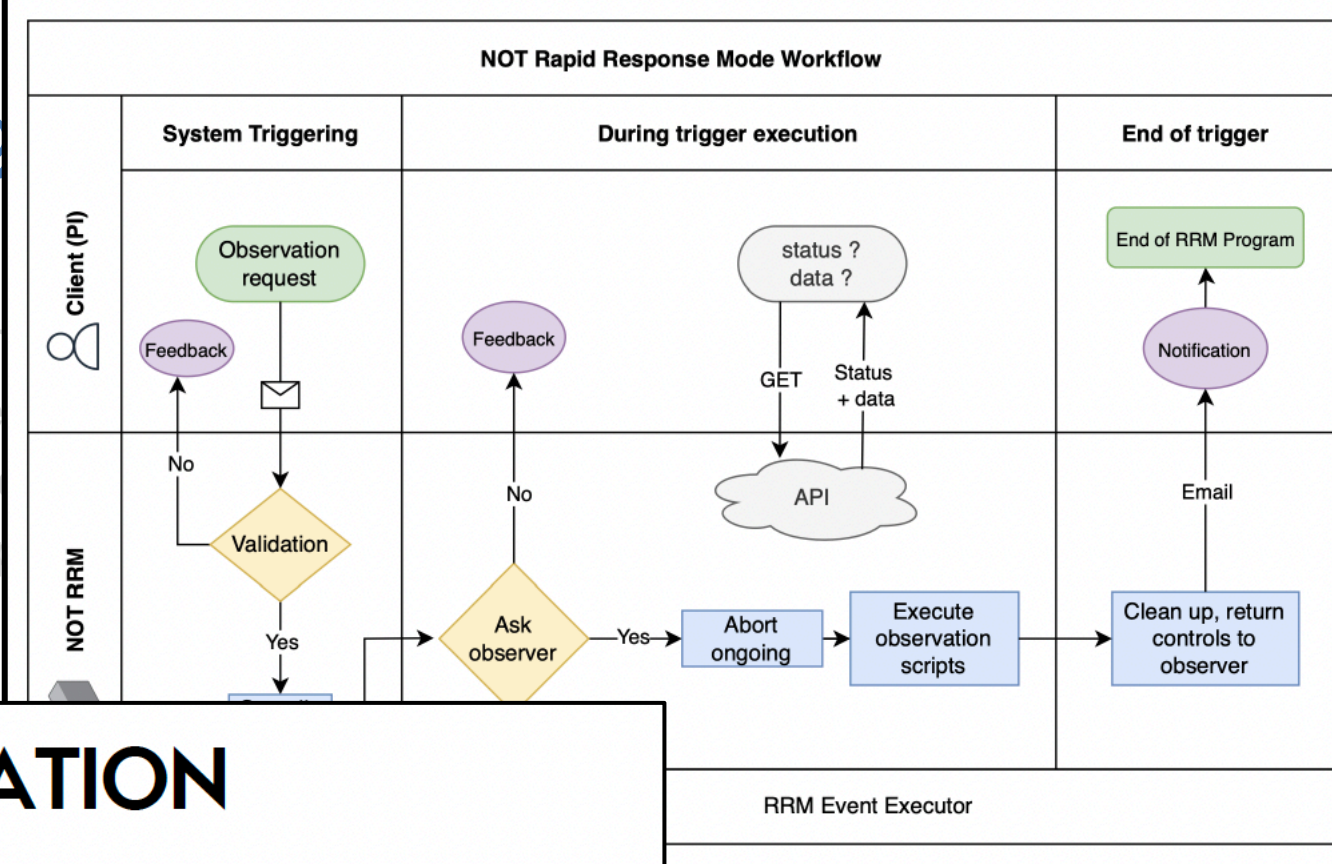 NOT Rapid Response Mode Workflow
System Triggering
During trigger execution
End of trigger
Client (PI)
Observation
request
Feedback
No
Feedback
No
status ?
data ?
GET
Status
+ data
API
End of RRM Program
Notification
Email
NOT RRM
Validation
Yes
Ask
observer
Yes
Abort
ongoing
Execute
observation
scripts
Clean up, return
controls to
observer
ATION
RRM Event Executor